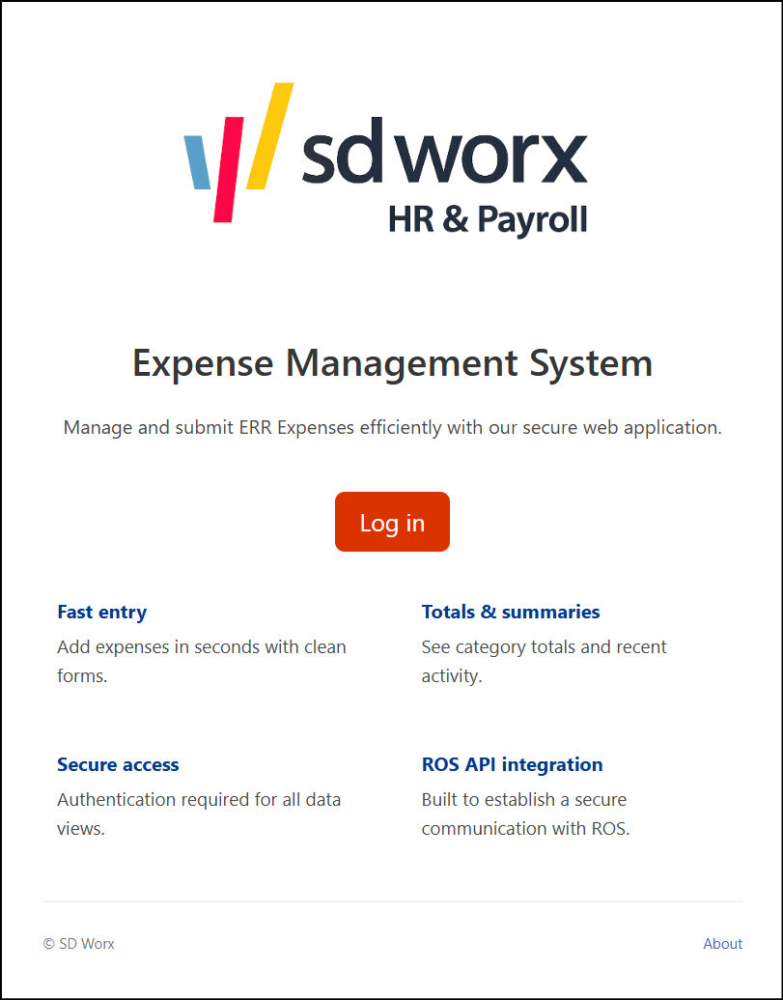 sd worx
HR & Payroll
Expense Management System
Manage and submit ERR Expenses efficiently with our secure web application.
Log in
Fast entry
Add expenses in seconds with clean
forms.
Totals & summaries
See category totals and recent
activity.
Secure access
Authentication required for all data
views.
ROS API integration
Built to establish a secure
communication with ROS.
© SD Worx
About